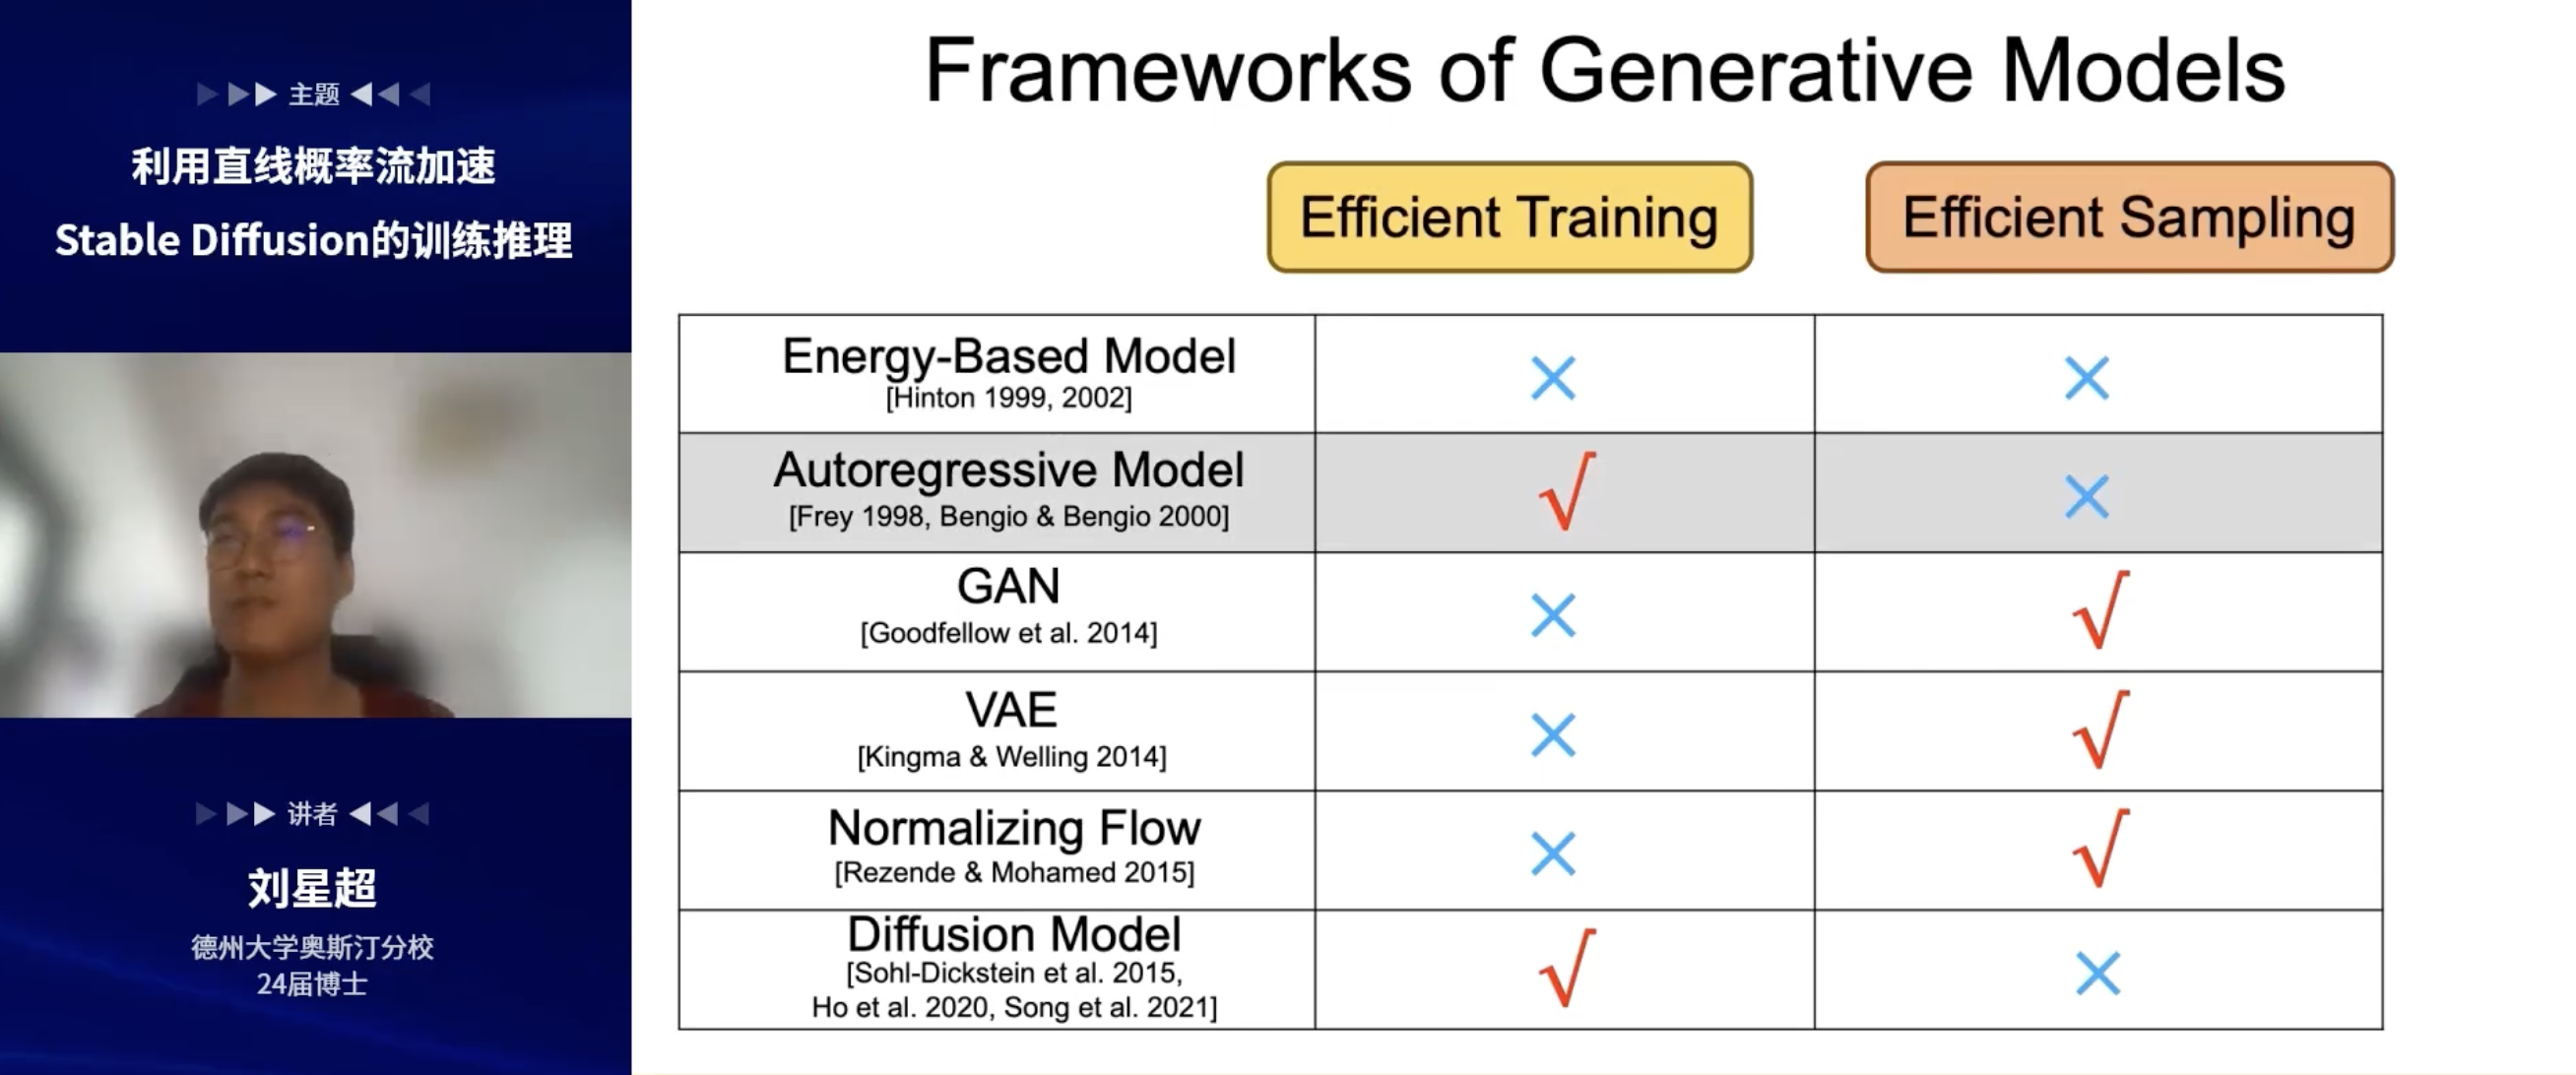 主题
利用直线概率流加速
Stable Diffusion的训练推理
讲者
刘星超
德州大学奥斯汀分校
24届博士
Frameworks of Generative Models
Efficient Training
Efficient Sampling
Energy-Based Model
[Hinton 1999, 2002]
× ×
Autoregressive Model
[Frey 1998, Bengio & Bengio 2000]
√ ×
GAN
[Goodfellow et al. 2014]
× √
VAE
[Kingma & Welling 2014]
× √
Normalizing Flow
[Rezende & Mohamed 2015]
× √
Diffusion Model
[Sohl-Dickstein et al. 2015,
Ho et al. 2020, Song et al. 2021]
√ ×